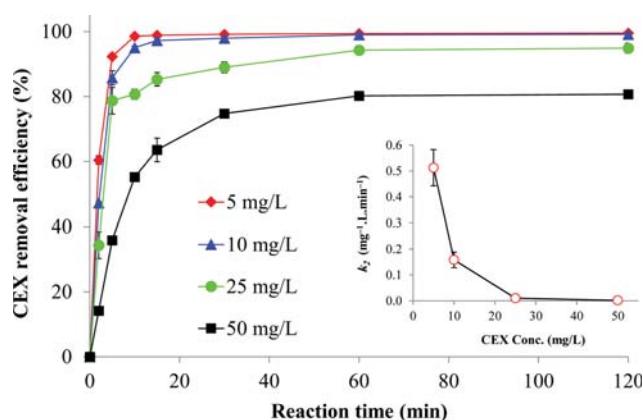 CEX removal efficiency (%)
100
80
60
40
20
0
5 mg/L
10 mg/L
25 mg/L
50 mg/L
k₂ (mg⁻¹.L.min⁻¹)
0.6
0.5
0.4
0.3
0.2
0.1
0.0
0 10 20 30 40 50
CEX Conc. (mg/L)
0 20 40 60 80 100 120
Reaction time (min)